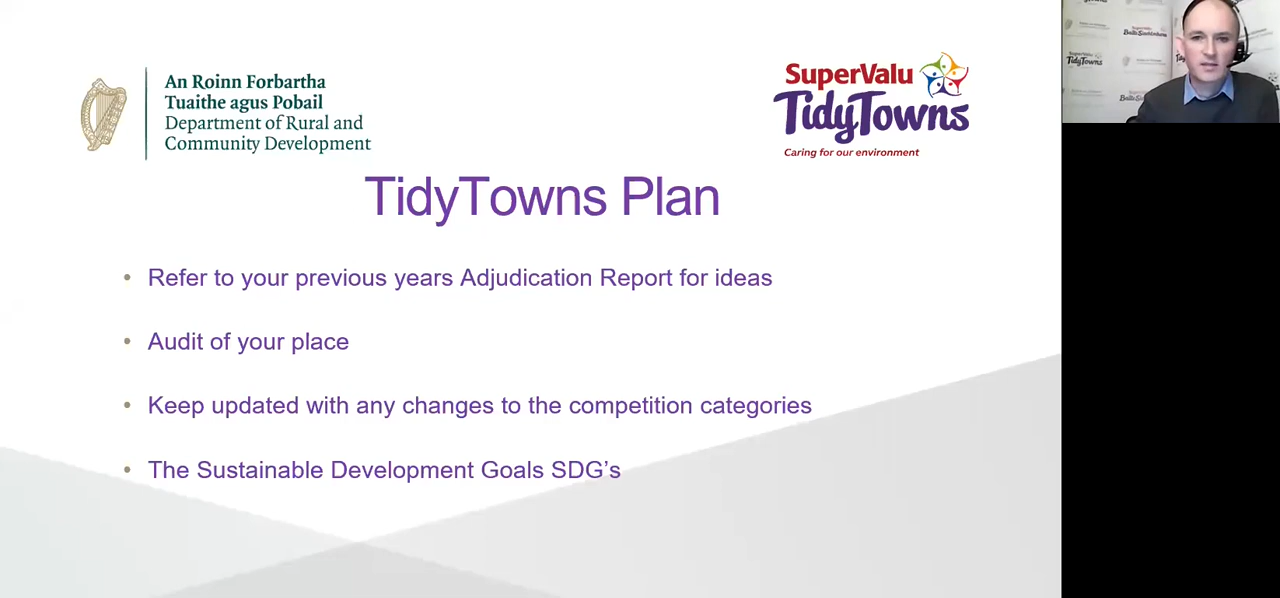 An Roinn Forbartha
Tuaithe agus Pobail
Department of Rural and
Community Development
SuperValu
TidyTowns
Caring for our environment
TidyTowns Plan
• Refer to your previous years Adjudication Report for ideas
• Audit of your place
• Keep updated with any changes to the competition categories
• The Sustainable Development Goals SDG’s
SuperValu
TidyTowns